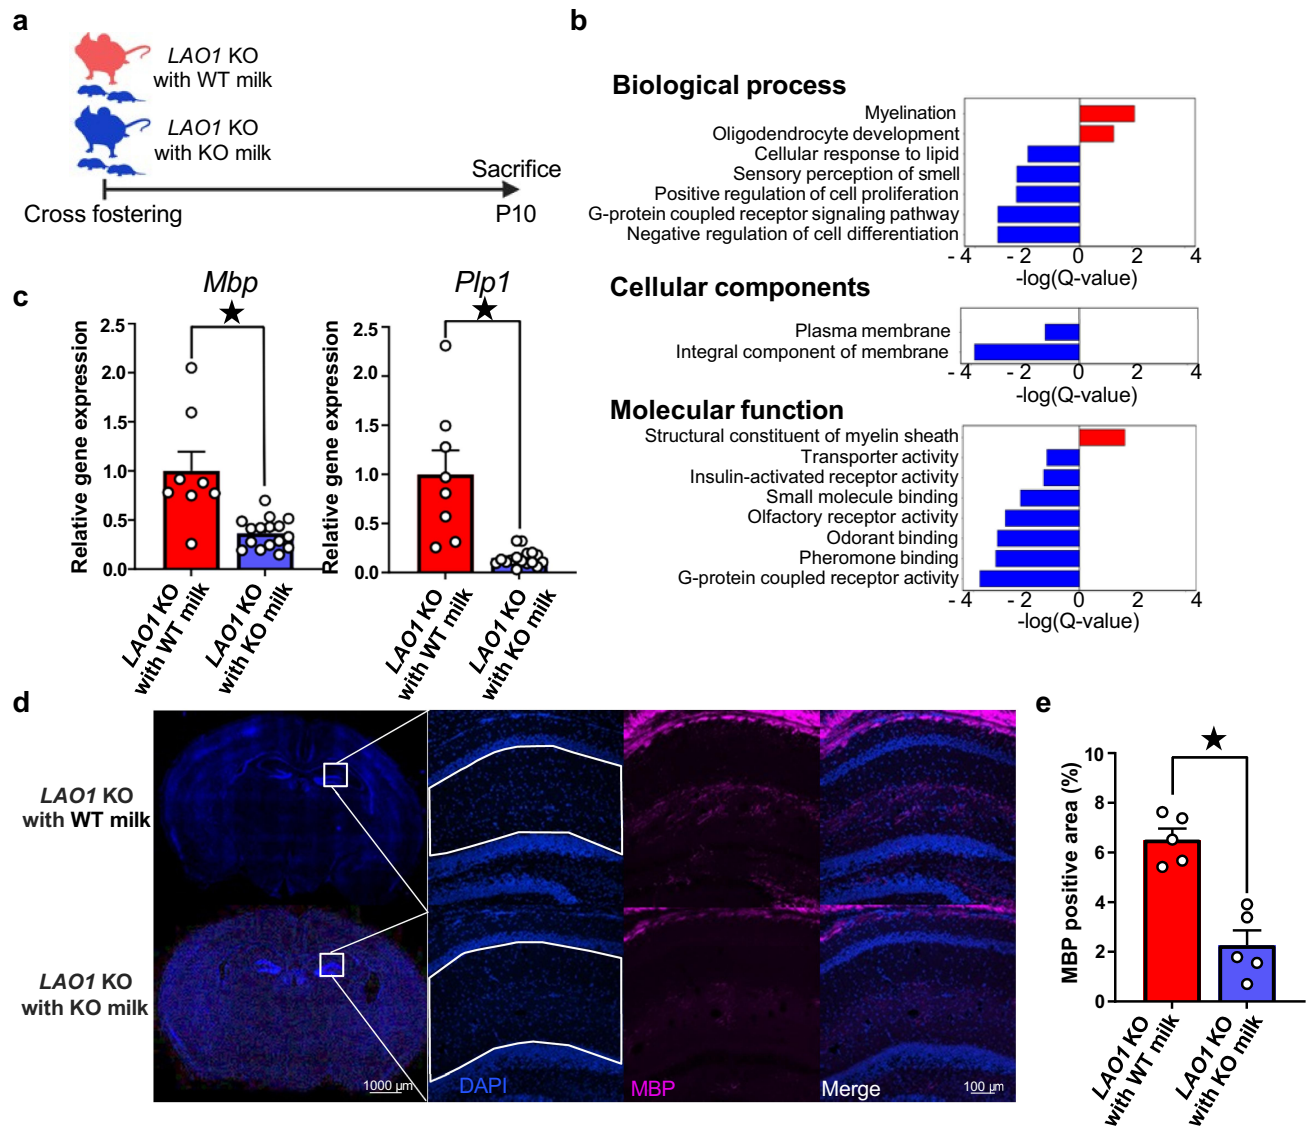 a
LAO1 KO
with WT milk
LAO1 KO
with KO milk
Sacrifice
Cross fostering
P10
b
Biological process
Myelination
Oligodendrocyte development
Cellular response to lipid
Sensory perception of smell
Positive regulation of cell proliferation
G-protein coupled receptor signaling pathway
Negative regulation of cell differentiation
- 4 - 2 0 2 4
-log(Q-value)
Cellular components
Plasma membrane
Integral component of membrane
- 4 - 2 0 2 4
-log(Q-value)
Molecular function
Structural constituent of myelin sheath
Transporter activity
Insulin-activated receptor activity
Small molecule binding
Olfactory receptor activity
Odorant binding
Pheromone binding
G-protein coupled receptor activity
- 4 - 2 0 2 4
-log(Q-value)
c
Mbp
★
Relative gene expression
2.5
2.0
1.5
1.0
0.5
0.0
LAO1 KO
with WT milk
LAO1 KO
with KO milk
Plp1
★
Relative gene expression
2.5
2.0
1.5
1.0
0.5
0.0
LAO1 KO
with WT milk
LAO1 KO
with KO milk
d
LAO1 KO
with WT milk
LAO1 KO
with KO milk
1000 µm
DAPI
MBP
Merge
100 µm
e
★
MBP positive area (%)
10
8
6
4
2
0
LAO1 KO
with WT milk
LAO1 KO
with KO milk